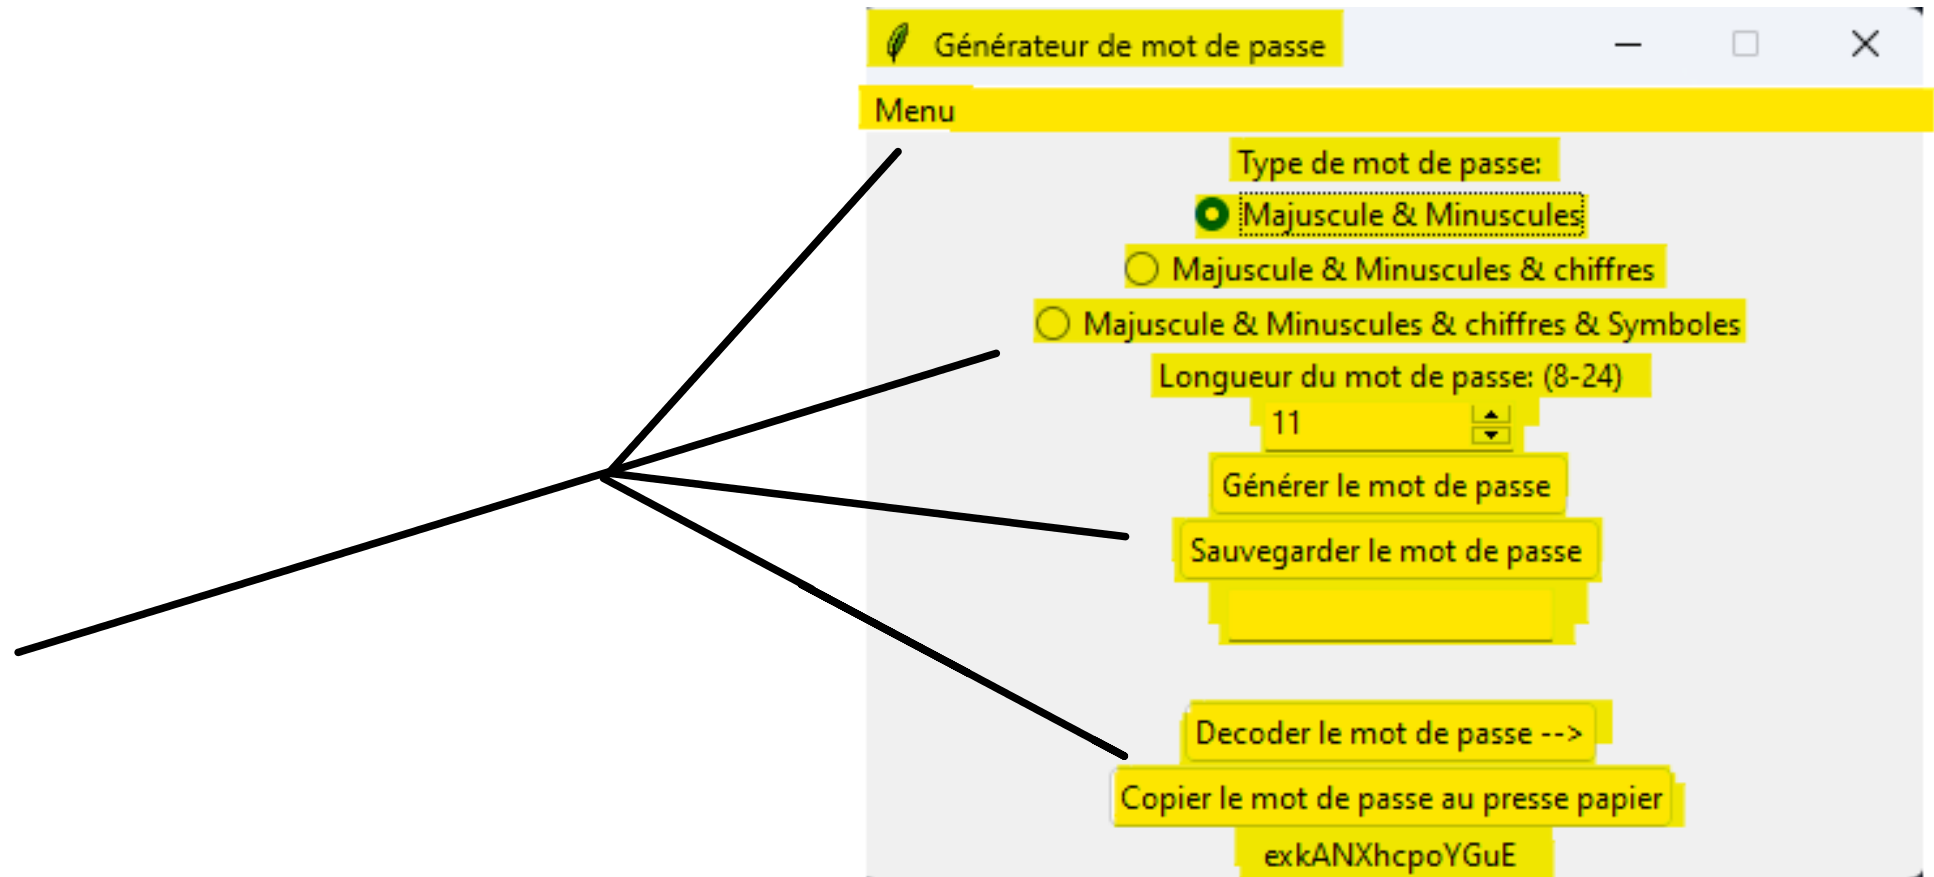 Générateur de mot de passe
Menu
Type de mot de passe:
Majuscule & Minuscules
Majuscule & Minuscules & chiffres
Majuscule & Minuscules & chiffres & Symboles
Longueur du mot de passe: (8-24)
11
Générer le mot de passe
Sauvegarder le mot de passe
Decoder le mot de passe -->
Copier le mot de passe au presse papier
exkANXhcpoYGuE